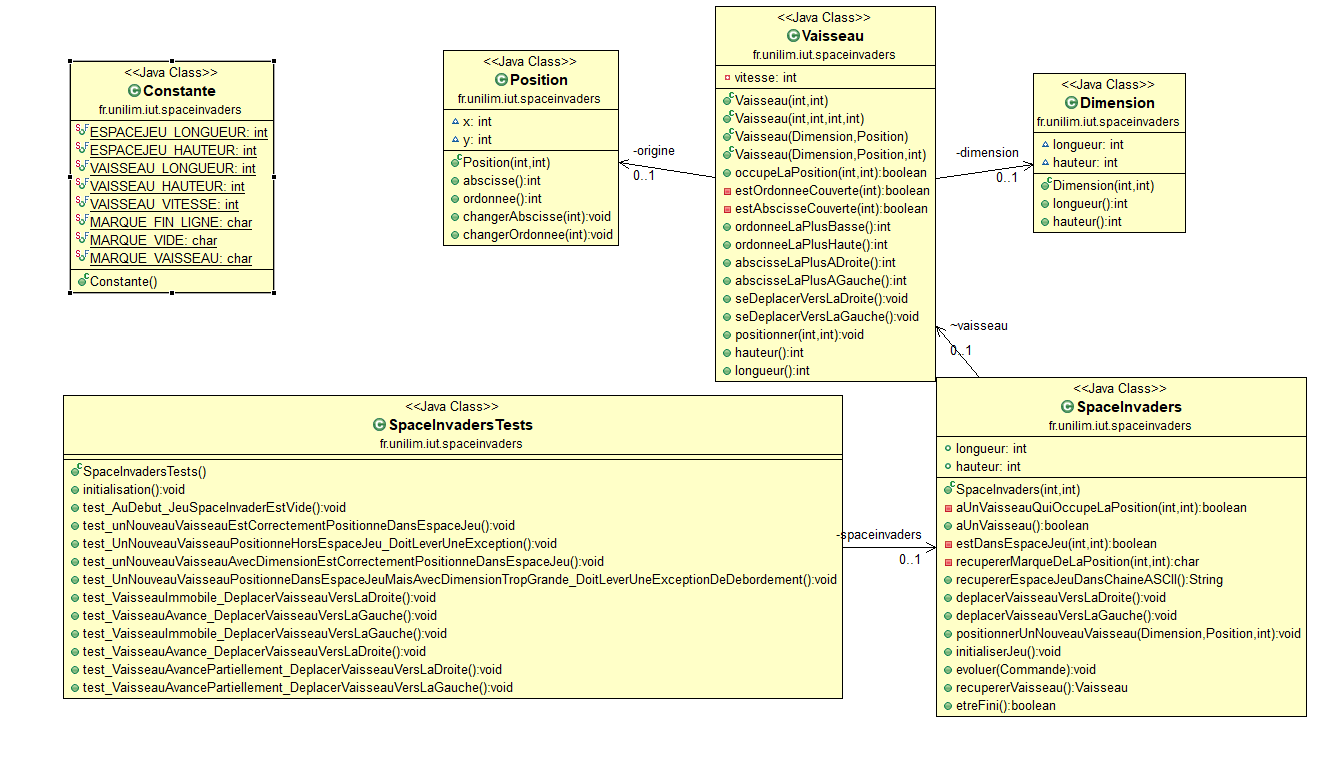 <<Java Class>>
Constante
fr.unilim.iut.spaceinvaders
ESPACEJEU_LONGUEUR: int
ESPACEJEU_HAUTEUR: int
VAISSEAU_LONGUEUR: int
VAISSEAU_HAUTEUR: int
VAISSEAU_VITESSE: int
MARQUE_FIN_LIGNE: char
MARQUE_VIDE: char
MARQUE_VAISSEAU: char
Constante()
<<Java Class>>
Position
fr.unilim.iut.spaceinvaders
x: int
y: int
Position(int,int)
abscisse():int
ordonnee():int
changerAbscisse(int):void
changerOrdonnee(int):void
-origine
0..1
<<Java Class>>
Vaisseau
fr.unilim.iut.spaceinvaders
vitesse: int
Vaisseau(int,int)
Vaisseau(int,int,int,int)
Vaisseau(Dimension,Position)
Vaisseau(Dimension,Position,int)
occupeLaPosition(int,int):boolean
estOrdonneeCouverte(int):boolean
estAbscisseCouverte(int):boolean
ordonneeLaPlusBasse():int
ordonneeLaPlusHaute():int
abscisseLaPlusADroite():int
abscisseLaPlusAGauche():int
seDeplacerVersLaDroite():void
seDeplacerVersLaGauche():void
positionner(int,int):void
hauteur():int
longueur():int
-dimension
0..1
<<Java Class>>
Dimension
fr.unilim.iut.spaceinvaders
longueur: int
hauteur: int
Dimension(int,int)
longueur():int
hauteur():int
~vaisseau
0..1
<<Java Class>>
SpaceInvadersTests
fr.unilim.iut.spaceinvaders
SpaceInvadersTests()
initialisation():void
test_AuDebut_JeuSpaceInvaderEstVide():void
test_unNouveauVaisseauEstCorrectementPositionneDansEspaceJeu():void
test_UnNouveauVaisseauPositionneHorsEspaceJeu_DoitLeverUneException():void
test_unNouveauVaisseauAvecDimensionEstCorrectementPositionneDansEspaceJeu():void
test_UnNouveauVaisseauPositionneDansEspaceJeuMaisAvecDimensionTropGrande_DoitLeverUneExceptionDeDebordement():void
test_VaisseauImmobile_DeplacerVaisseauVersLaDroite():void
test_VaisseauAvance_DeplacerVaisseauVersLaGauche():void
test_VaisseauImmobile_DeplacerVaisseauVersLaGauche():void
test_VaisseauAvance_DeplacerVaisseauVersLaDroite():void
test_VaisseauAvancePartiellement_DeplacerVaisseauVersLaDroite():void
test_VaisseauAvancePartiellement_DeplacerVaisseauVersLaGauche():void
-spaceinvaders
0..1
<<Java Class>>
SpaceInvaders
fr.unilim.iut.spaceinvaders
longueur: int
hauteur: int
SpaceInvaders(int,int)
aUnVaisseauQuiOccupeLaPosition(int,int):boolean
aUnVaisseau():boolean
estDansEspaceJeu(int,int):boolean
recupererMarqueDeLaPosition(int,int):char
recupererEspaceJeuDansChaineASCII():String
deplacerVaisseauVersLaDroite():void
deplacerVaisseauVersLaGauche():void
positionnerUnNouveauVaisseau(Dimension,Position,int):void
initialiserJeu():void
evoluer(Commande):void
recupererVaisseau():Vaisseau
etreFini():boolean